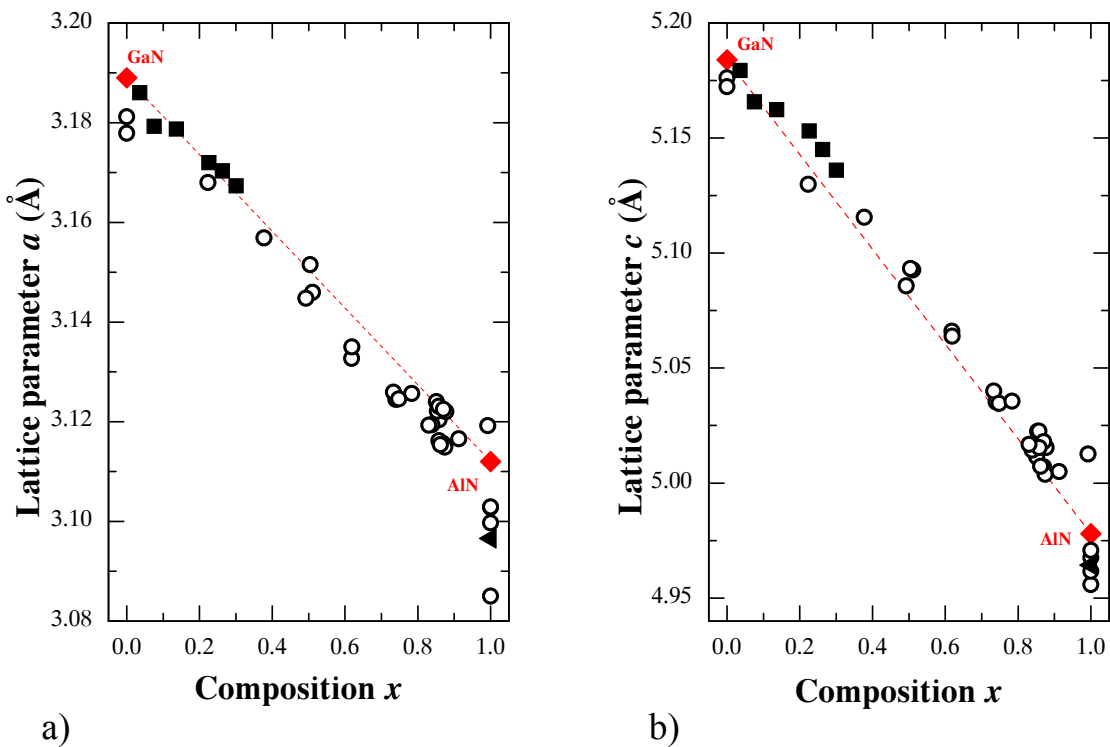 3.20
3.18
3.16
3.14
3.12
3.10
3.08
Lattice parameter a (Å)
GaN
AlN
0.0 0.2 0.4 0.6 0.8 1.0
Composition x
a)
5.20
5.15
5.10
5.05
5.00
4.95
Lattice parameter c (Å)
GaN
AlN
0.0 0.2 0.4 0.6 0.8 1.0
Composition x
b)